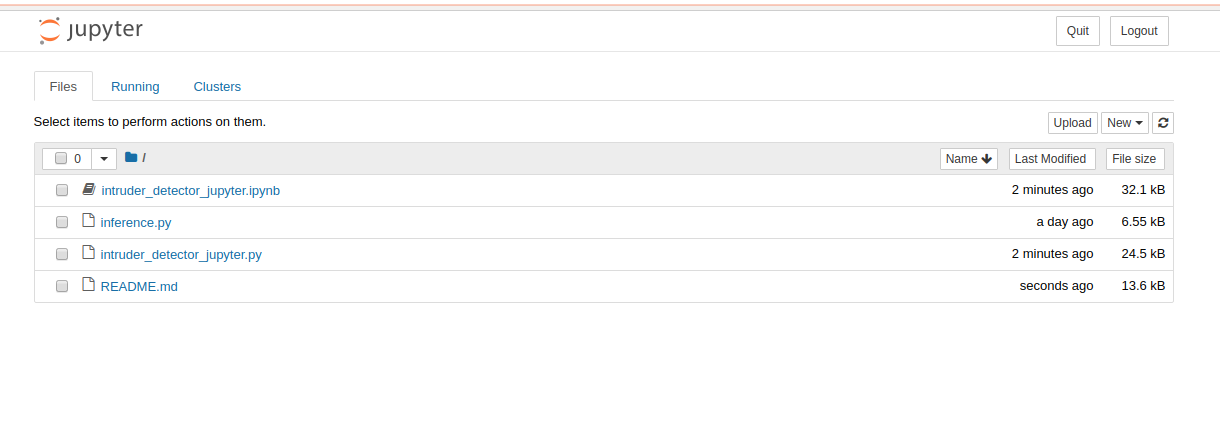 jupyter Quit Logout
Files Running Clusters
Select items to perform actions on them. Upload New
0 / Name Last Modified File size
intruder_detector_jupyter.ipynb 2 minutes ago 32.1 kB
inference.py a day ago 6.55 kB
intruder_detector_jupyter.py 2 minutes ago 24.5 kB
README.md seconds ago 13.6 kB